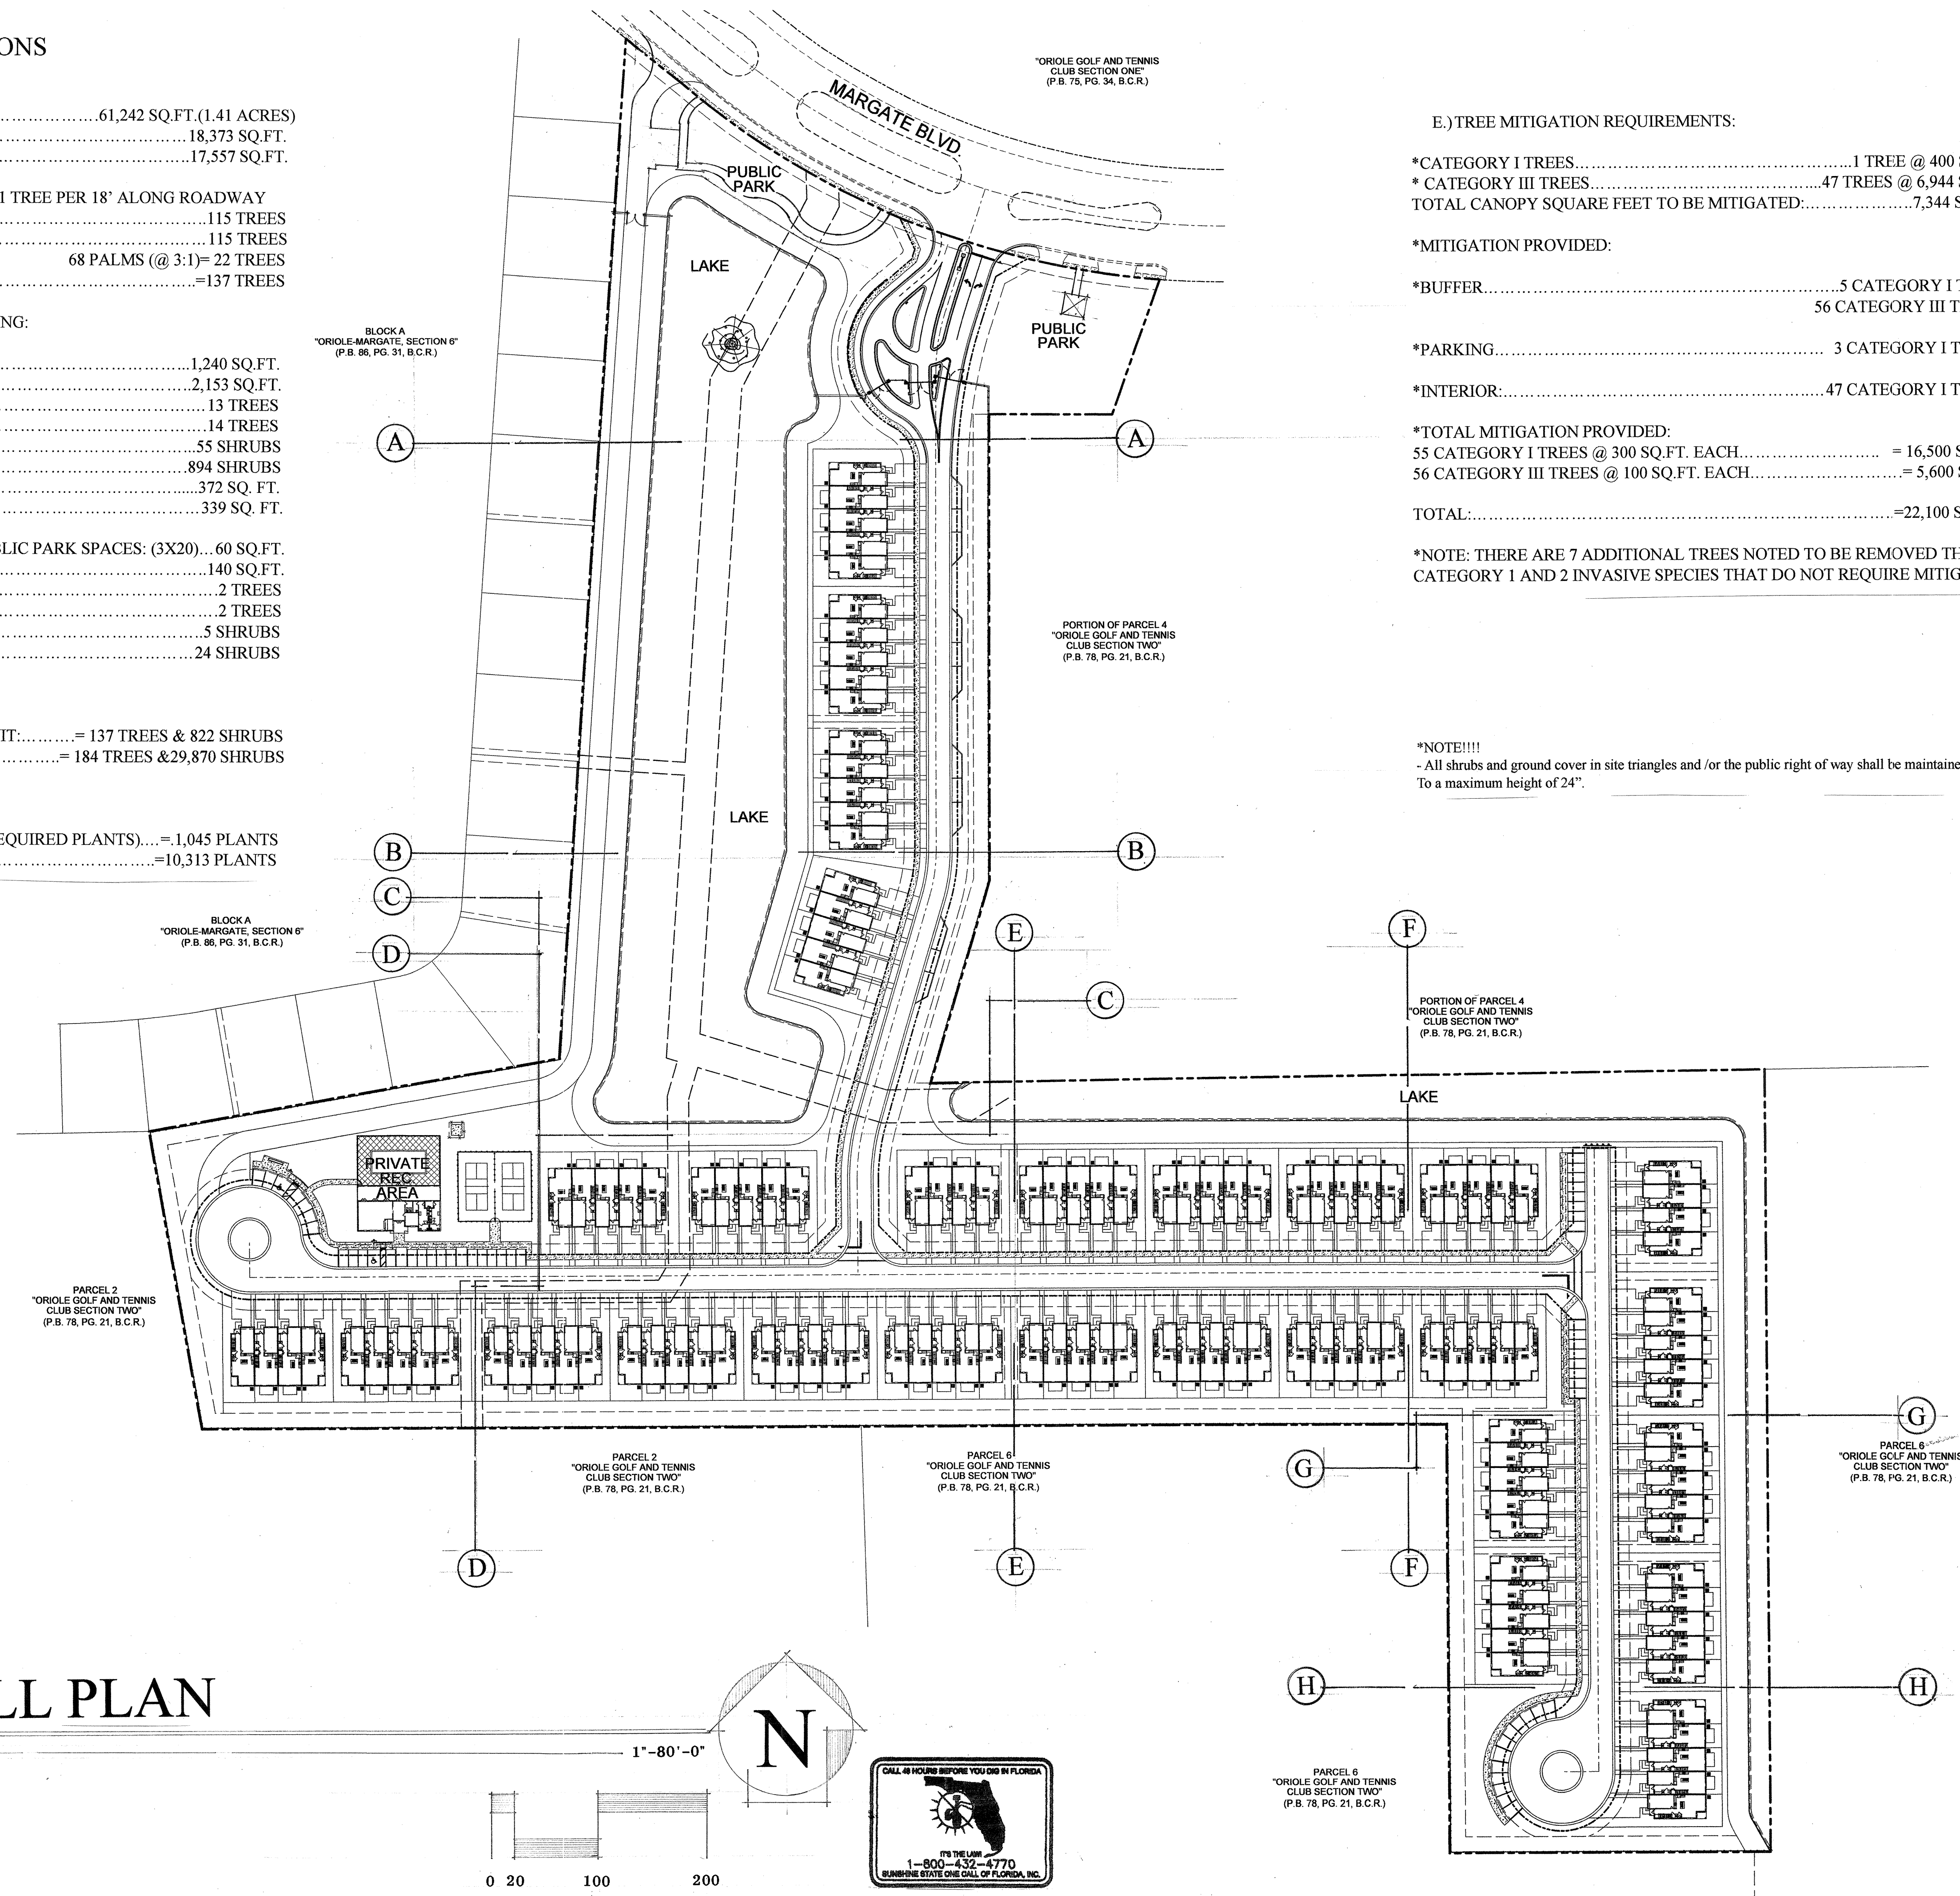 ONS
61,242 SQ.FT.(1.41 ACRES)
18,373 SQ.FT.
17,557 SQ.FT.
1 TREE PER 18’ ALONG ROADWAY
115 TREES
115 TREES
68 PALMS (@ 3:1)= 22 TREES
=137 TREES
NG:
1,240 SQ.FT.
2,153 SQ.FT.
13 TREES
14 TREES
55 SHRUBS
894 SHRUBS
372 SQ. FT.
339 SQ. FT.
BLIC PARK SPACES: (3X20)…60 SQ.FT.
140 SQ.FT.
2 TREES
2 TREES
5 SHRUBS
24 SHRUBS
IT:………= 137 TREES & 822 SHRUBS
= 184 TREES &29,870 SHRUBS
EQUIRED PLANTS)….=.1,045 PLANTS
=10,313 PLANTS
"ORIOLE GOLF AND TENNIS
CLUB SECTION ONE"
(P.B. 75, PG. 34, B.C.R.)
MARGATE BLVD.
PUBLIC
PARK
LAKE
PUBLIC
PARK
BLOCK A
"ORIOLE-MARGATE, SECTION 6"
(P.B. 86, PG. 31, B.C.R.)
A
A
PORTION OF PARCEL 4
"ORIOLE GOLF AND TENNIS
CLUB SECTION TWO"
(P.B. 78, PG. 21, B.C.R.)
LAKE
B
B
C
D
E
F
C
BLOCK A
"ORIOLE-MARGATE, SECTION 6"
(P.B. 86, PG. 31, B.C.R.)
PORTION OF PARCEL 4
"ORIOLE GOLF AND TENNIS
CLUB SECTION TWO"
(P.B. 78, PG. 21, B.C.R.)
LAKE
PRIVATE
REC
AREA
PARCEL 2
"ORIOLE GOLF AND TENNIS
CLUB SECTION TWO"
(P.B. 78, PG. 21, B.C.R.)
PARCEL 2
"ORIOLE GOLF AND TENNIS
CLUB SECTION TWO"
(P.B. 78, PG. 21, B.C.R.)
PARCEL 6
"ORIOLE GOLF AND TENNIS
CLUB SECTION TWO"
(P.B. 78, PG. 21, B.C.R.)
G
G
PARCEL 6
"ORIOLE GOLF AND TENNIS
CLUB SECTION TWO"
(P.B. 78, PG. 21, B.C.R.)
D
E
F
H
H
PARCEL 6
"ORIOLE GOLF AND TENNIS
CLUB SECTION TWO"
(P.B. 78, PG. 21, B.C.R.)
E.) TREE MITIGATION REQUIREMENTS:
*CATEGORY I TREES……………1 TREE @ 400 S
* CATEGORY III TREES……………47 TREES @ 6,944
TOTAL CANOPY SQUARE FEET TO BE MITIGATED:………………7,344 S
*MITIGATION PROVIDED:
*BUFFER……………5 CATEGORY I T
56 CATEGORY III T
*PARKING…………… 3 CATEGORY I T
*INTERIOR:……………47 CATEGORY I T
*TOTAL MITIGATION PROVIDED:
55 CATEGORY I TREES @ 300 SQ.FT. EACH…………………… = 16,500 S
56 CATEGORY III TREES @ 100 SQ.FT. EACH……………………= 5,600 S
TOTAL:……………=22,100 S
*NOTE: THERE ARE 7 ADDITIONAL TREES NOTED TO BE REMOVED TH
CATEGORY 1 AND 2 INVASIVE SPECIES THAT DO NOT REQUIRE MITIG
*NOTE!!!!
- All shrubs and ground cover in site triangles and /or the public right of way shall be maintaine
To a maximum height of 24”.
LL PLAN
1"-80'-0"
N
0 20 100 200
CALL 48 HOURS BEFORE YOU DIG IN FLORIDA
IT'S THE LAW!
1-800-432-4770
SUNSHINE STATE ONE CALL OF FLORIDA, INC.